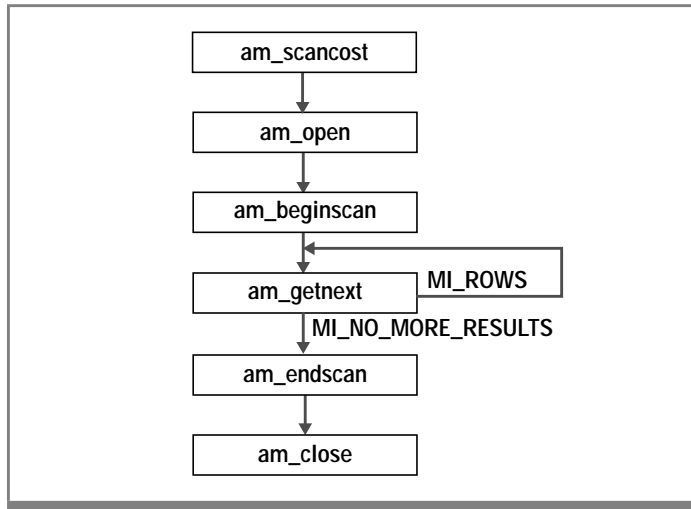 am_scancost
am_open
am_beginscan
am_getnext
MI_ROWS
MI_NO_MORE_RESULTS
am_endscan
am_close